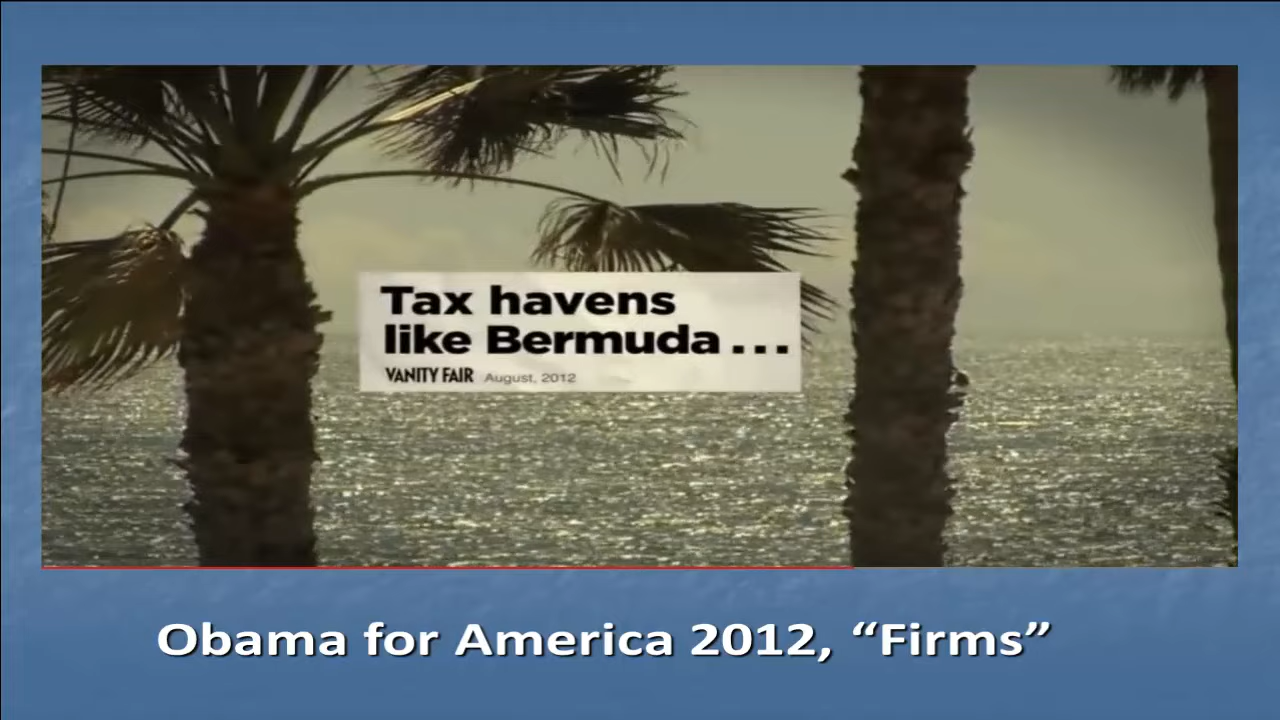 Tax havens
like Bermuda...
VANITY FAIR August, 2012
Obama for America 2012, “Firms”